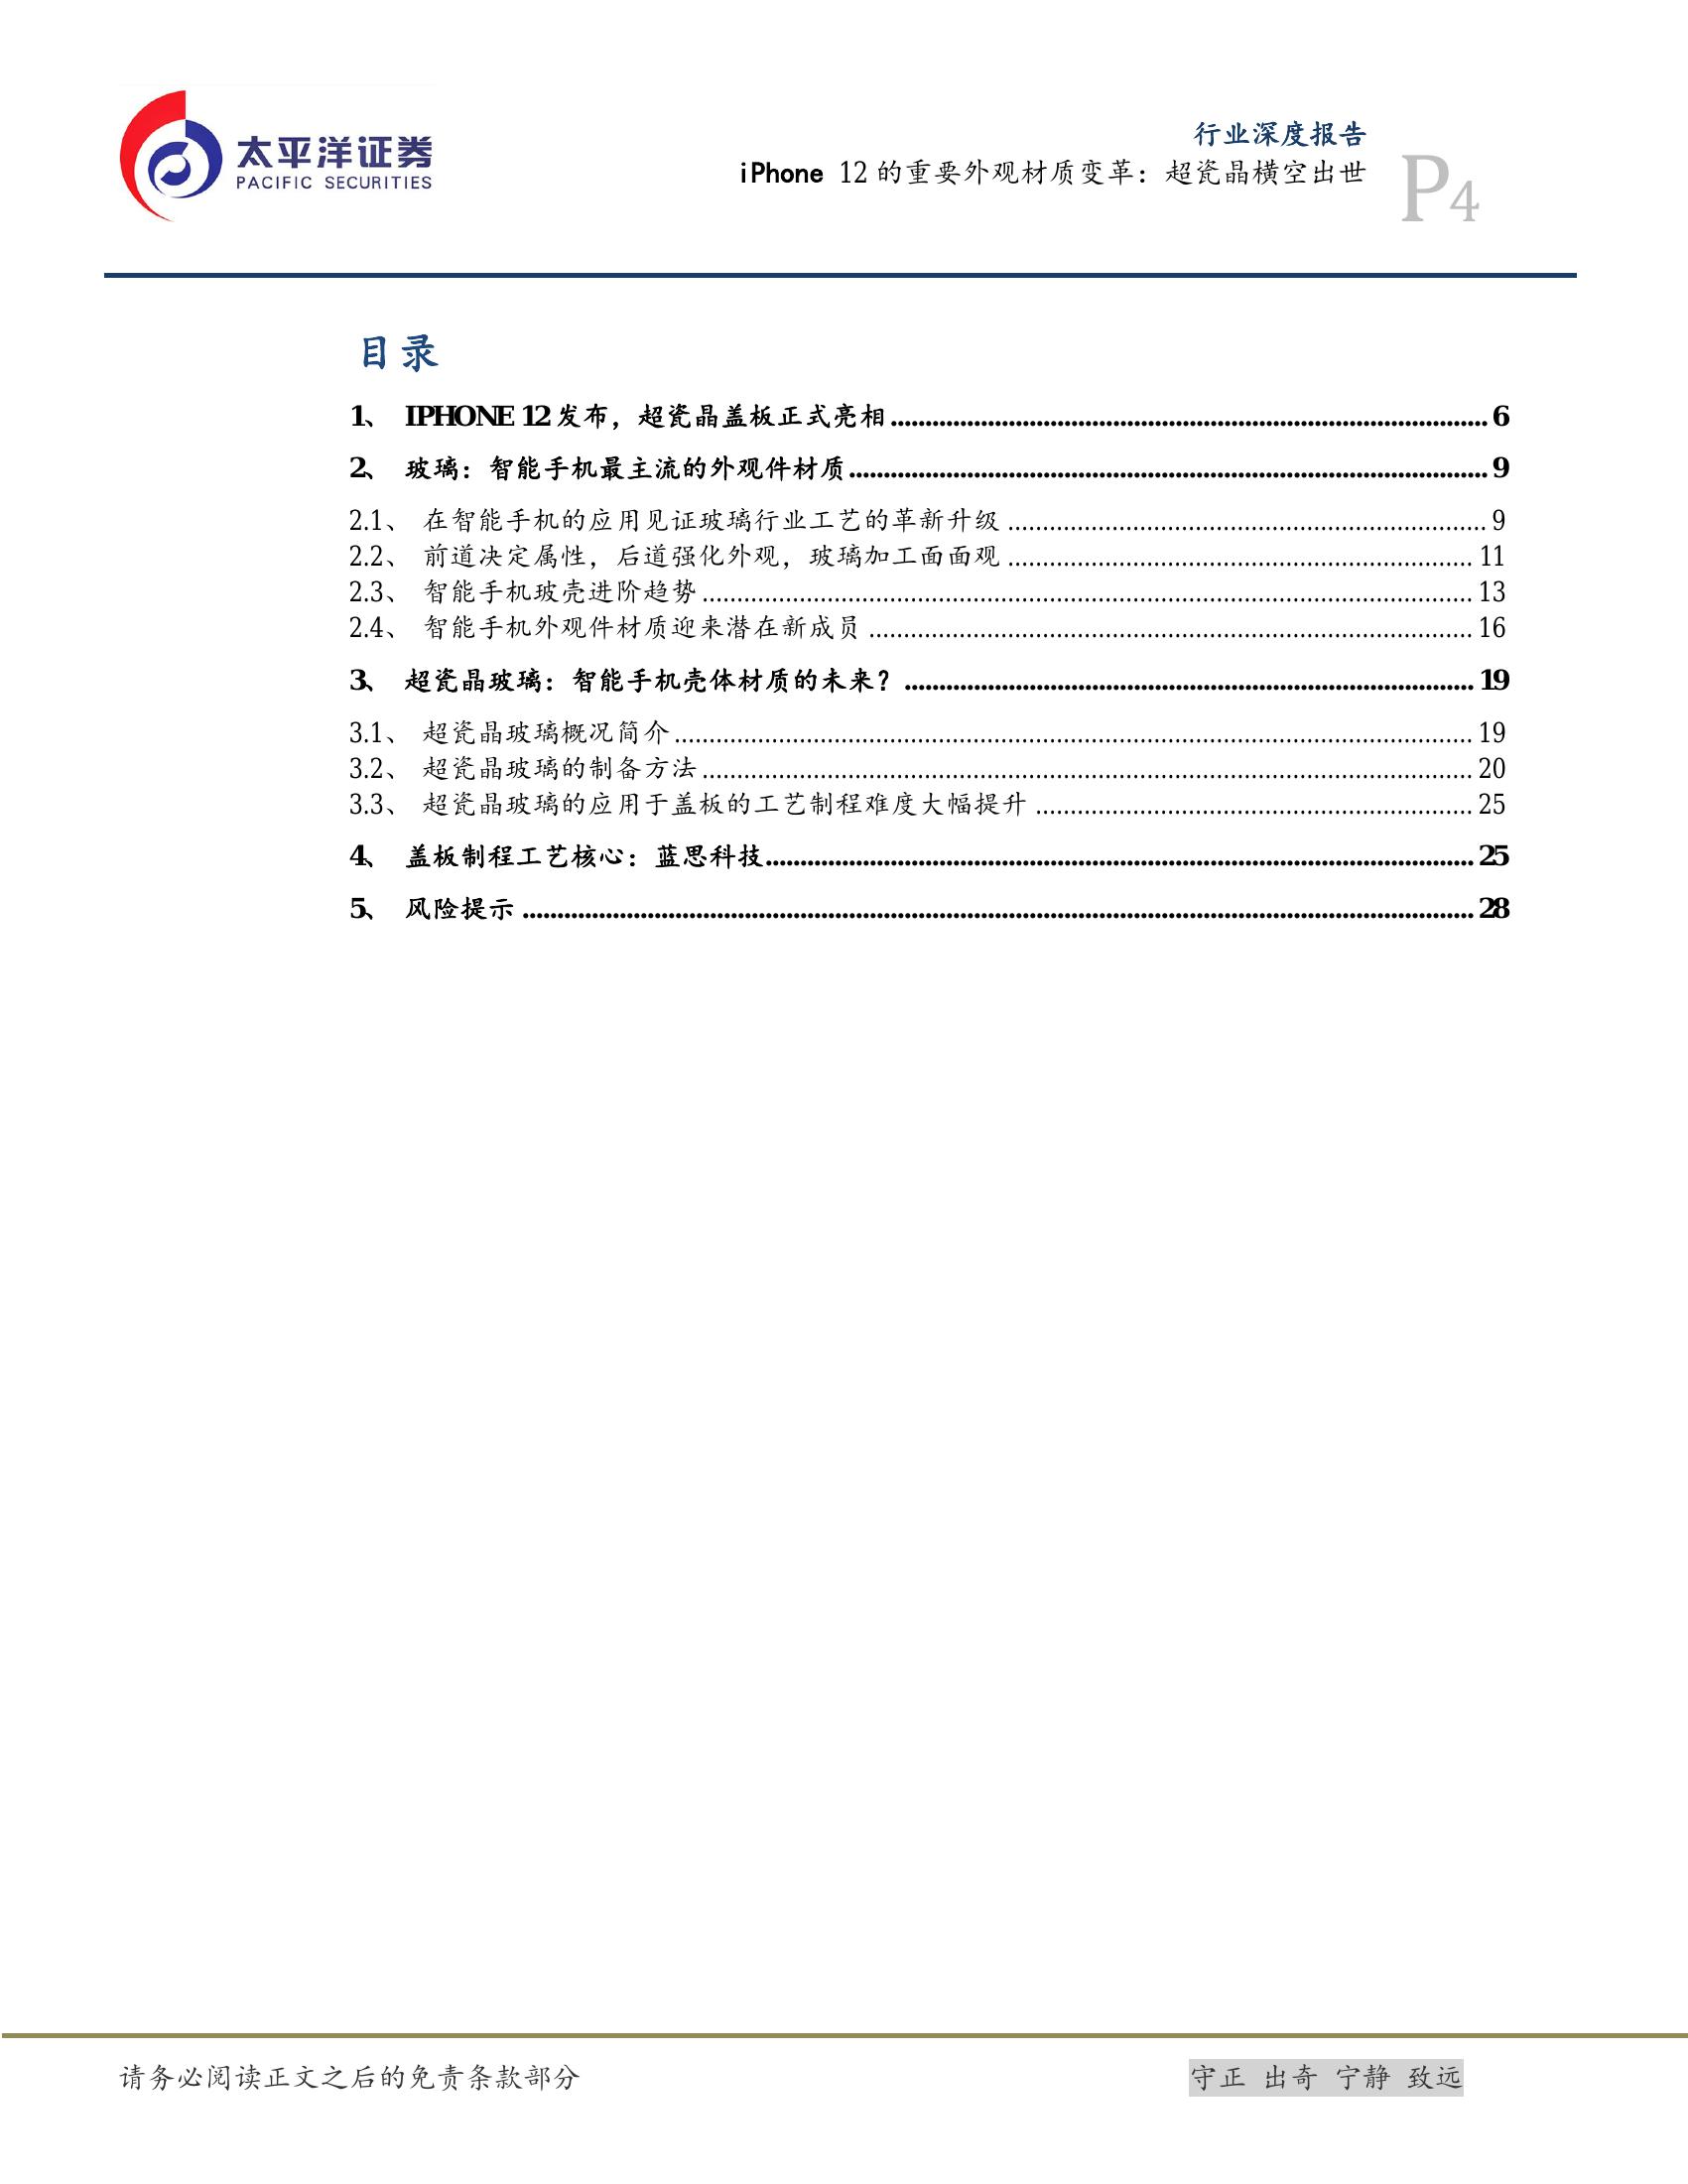 太平洋证券
PACIFIC SECURITIES
行业深度报告
iPhone 12 的重要外观材质变革：超瓷晶横空出世
P4
目录
1、 IPHONE 12 发布，超瓷晶盖板正式亮相 6
2、 玻璃：智能手机最主流的外观件材质 9
2.1、 在智能手机的应用见证玻璃行业工艺的革新升级 9
2.2、 前道决定属性，后道强化外观，玻璃加工面面观 11
2.3、 智能手机玻壳进阶趋势 13
2.4、 智能手机外观件材质迎来潜在新成员 16
3、 超瓷晶玻璃：智能手机壳体材质的未来？ 19
3.1、 超瓷晶玻璃概况简介 19
3.2、 超瓷晶玻璃的制备方法 20
3.3、 超瓷晶玻璃的应用于盖板的工艺制程难度大幅提升 25
4、 盖板制程工艺核心：蓝思科技 25
5、 风险提示 28
请务必阅读正文之后的免责条款部分
守正 出奇 宁静 致远